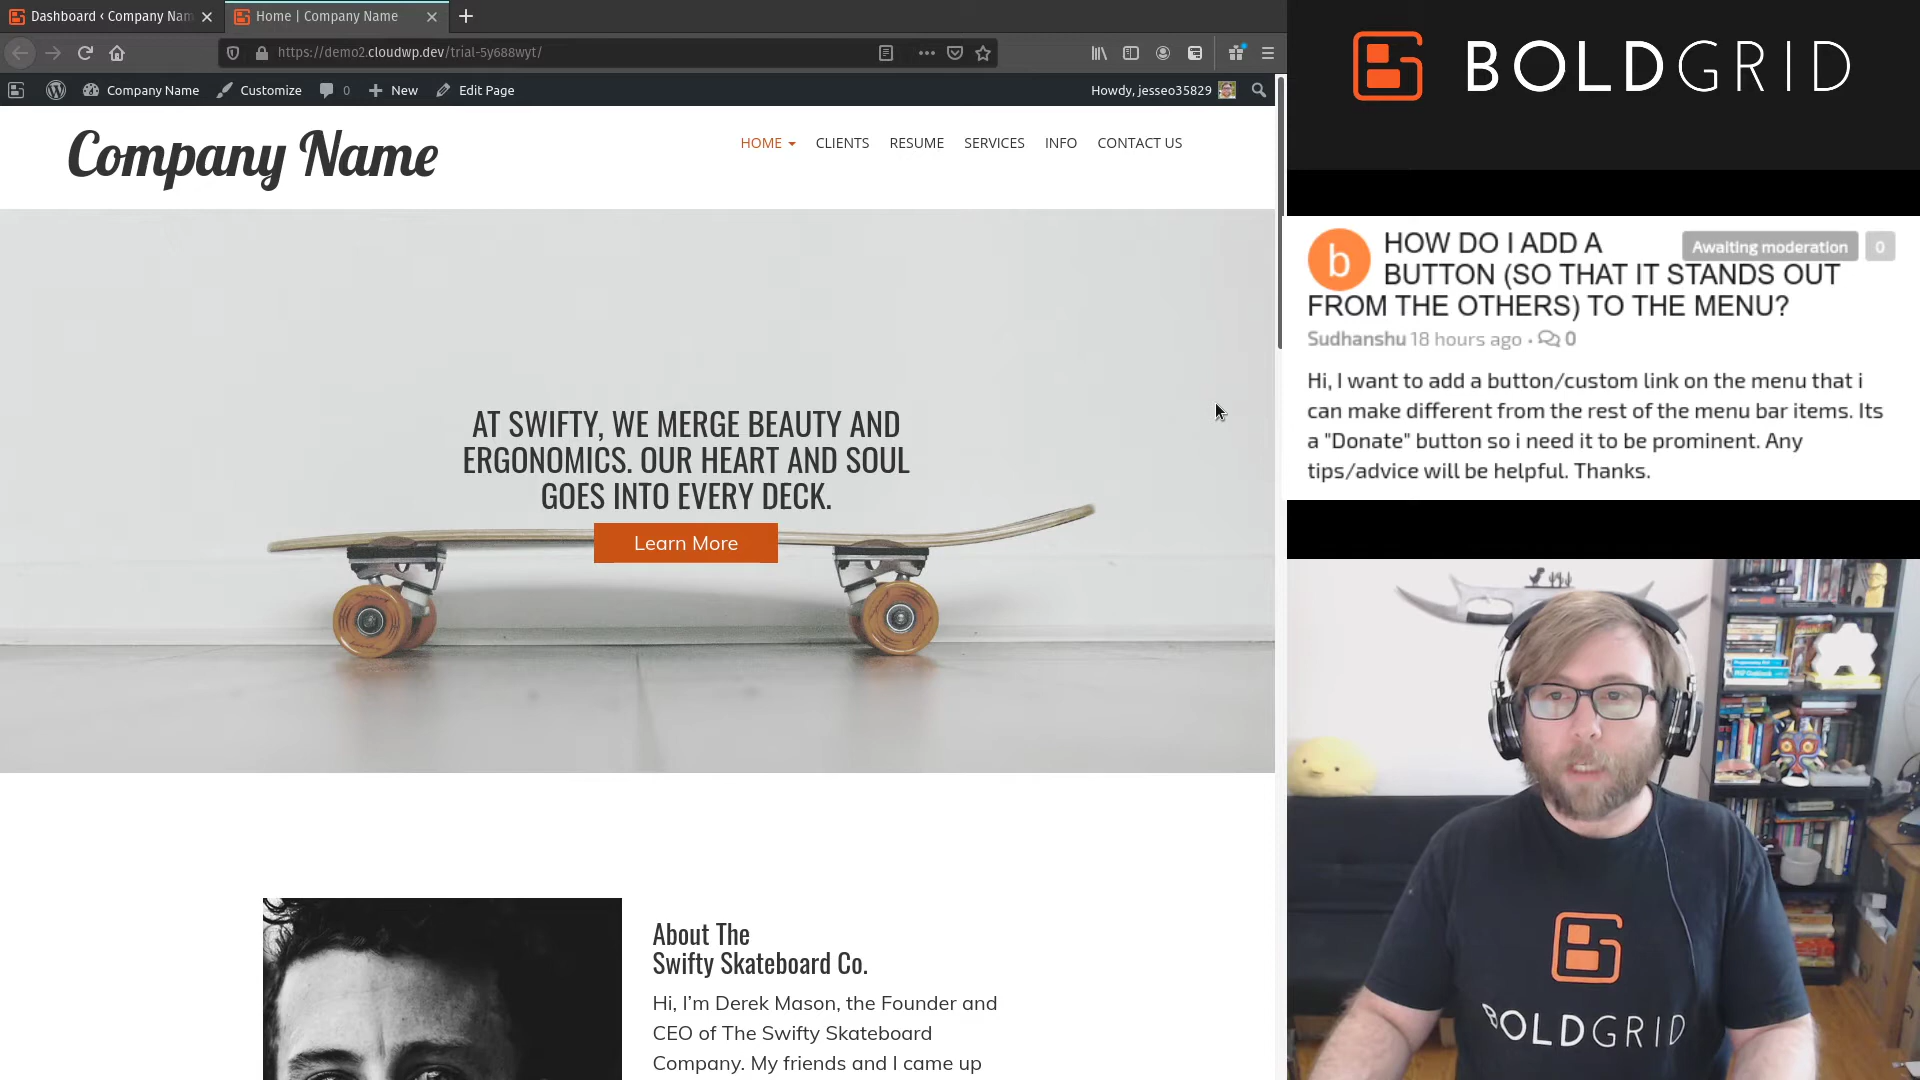 Dashboard ‹ Company Nam
Home | Company Name
https://demo2.cloudwp.dev/trial-5y688wyt/
Company Name
Customize
0
New
Edit Page
Howdy, jesseo35829
Company Name
HOME
CLIENTS
RESUME
SERVICES
INFO
CONTACT US
AT SWIFTY, WE MERGE BEAUTY AND
ERGONOMICS. OUR HEART AND SOUL
GOES INTO EVERY DECK.
Learn More
About The
Swifty Skateboard Co.
Hi, I’m Derek Mason, the Founder and
CEO of The Swifty Skateboard
Company. My friends and I came up
BOLDGRID
b
HOW DO I ADD A
Awaiting moderation
0
BUTTON (SO THAT IT STANDS OUT
FROM THE OTHERS) TO THE MENU?
Sudhanshu 18 hours ago • 0
Hi, I want to add a button/custom link on the menu that i
can make different from the rest of the menu bar items. Its
a "Donate" button so i need it to be prominent. Any
tips/advice will be helpful. Thanks.
BOLDGRID